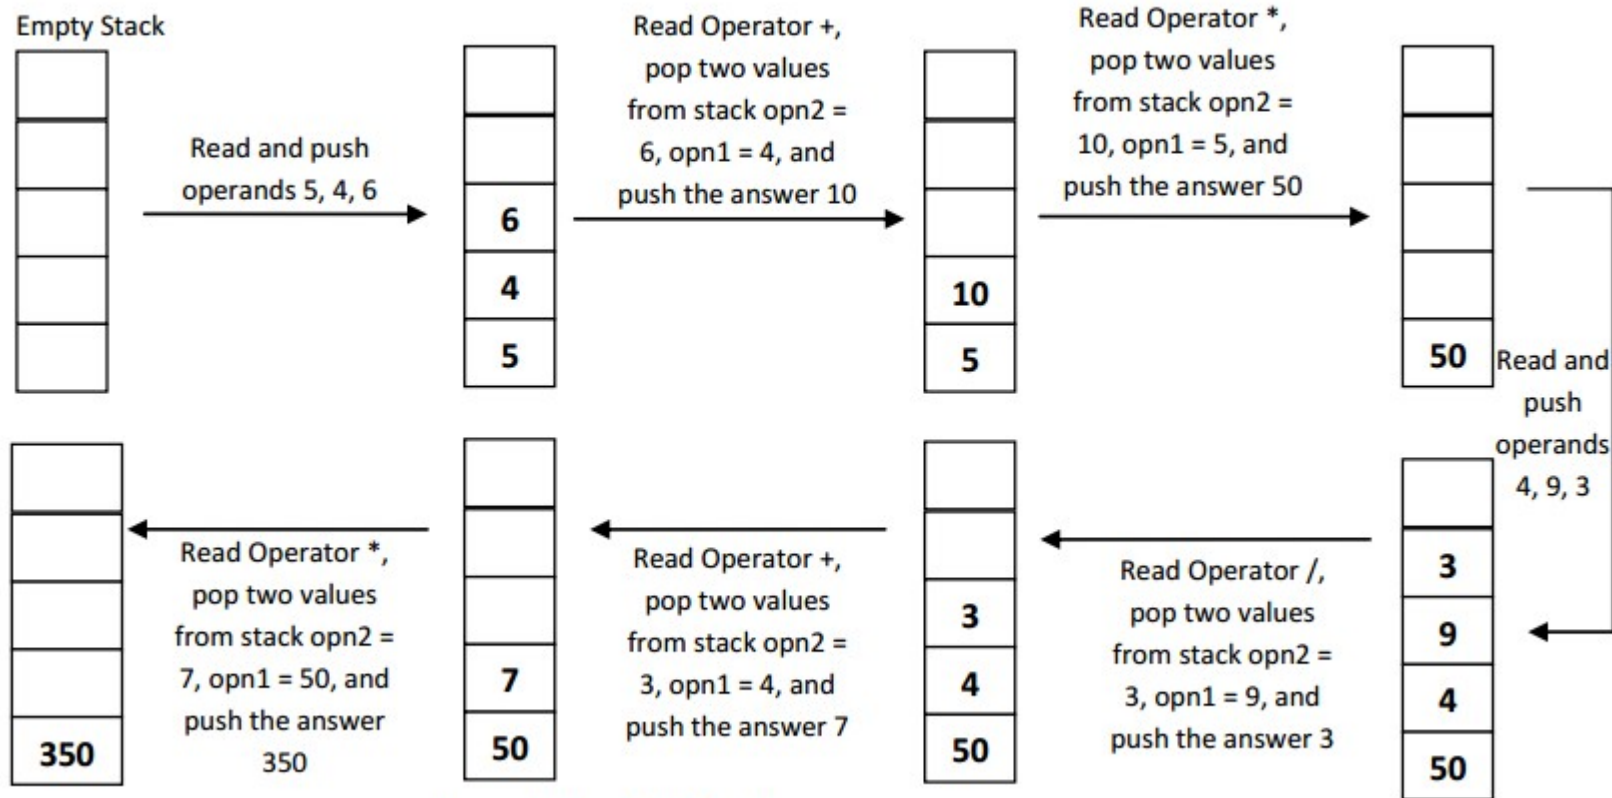 Empty Stack
Read and push
operands 5, 4, 6
6
4
5
Read Operator +,
pop two values
from stack opn2 =
6, opn1 = 4, and
push the answer 10
10
5
Read Operator *,
pop two values
from stack opn2 =
10, opn1 = 5, and
push the answer 50
50
Read and
push
operands
4, 9, 3
3
9
4
50
Read Operator /,
pop two values
from stack opn2 =
3, opn1 = 9, and
push the answer 3
3
4
50
Read Operator +,
pop two values
from stack opn2 =
3, opn1 = 4, and
push the answer 7
7
50
Read Operator *,
pop two values
from stack opn2 =
7, opn1 = 50, and
push the answer
350
350